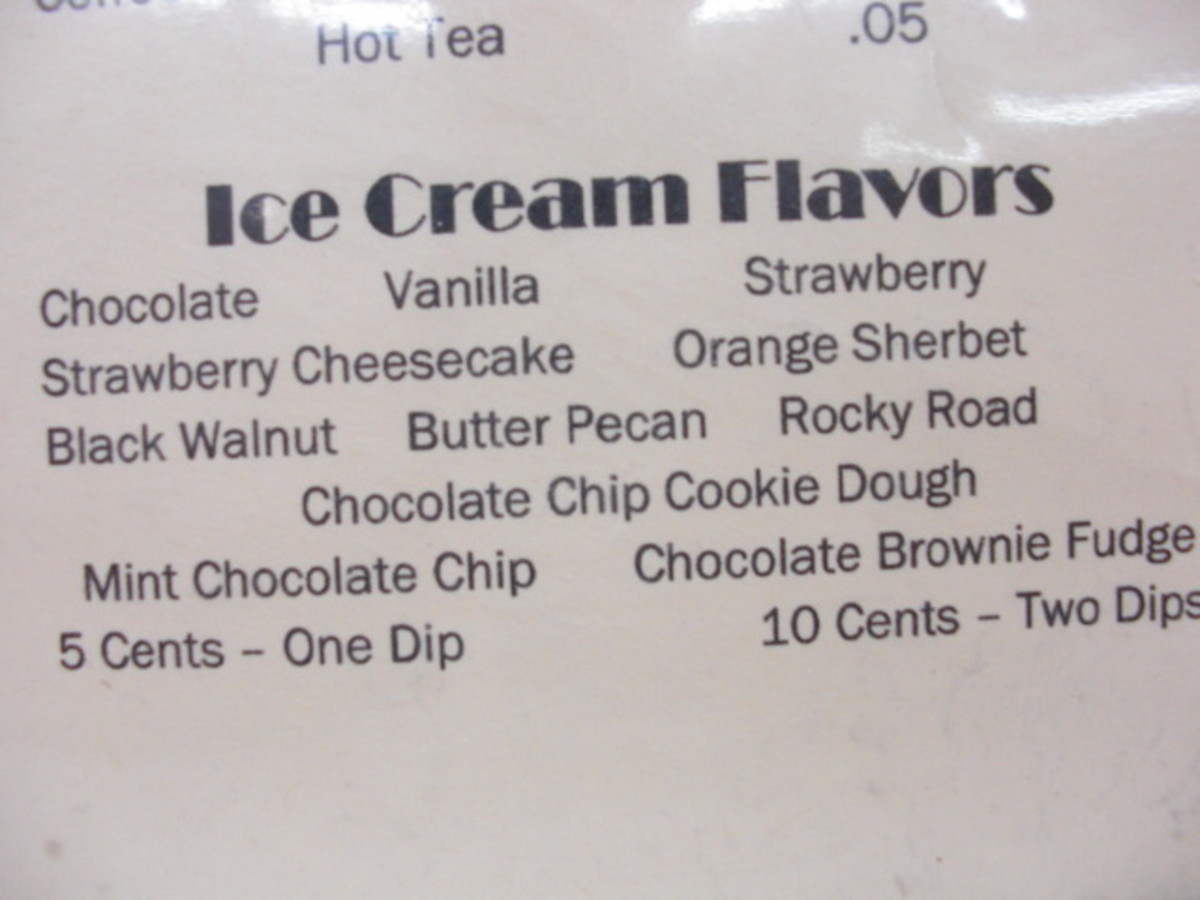 Hot Tea .05
Ice Cream Flavors
Chocolate Vanilla Strawberry
Strawberry Cheesecake Orange Sherbet
Black Walnut Butter Pecan Rocky Road
Chocolate Chip Cookie Dough
Mint Chocolate Chip Chocolate Brownie Fudge
5 Cents – One Dip 10 Cents – Two Dips